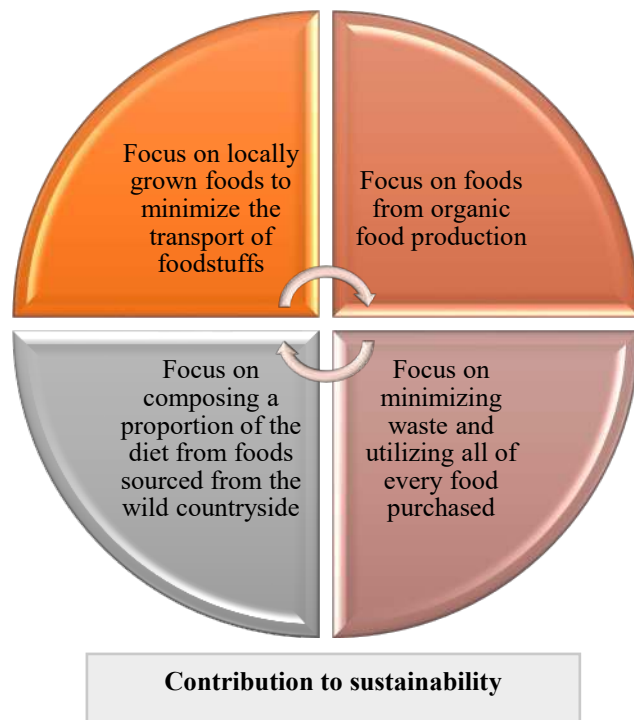 Focus on locally
grown foods to
minimize the
transport of
foodstuffs
Focus on foods
from organic
food production
Focus on
composing a
proportion of the
diet from foods
sourced from the
wild countryside
Focus on
minimizing
waste and
utilizing all of
every food
purchased
Contribution to sustainability